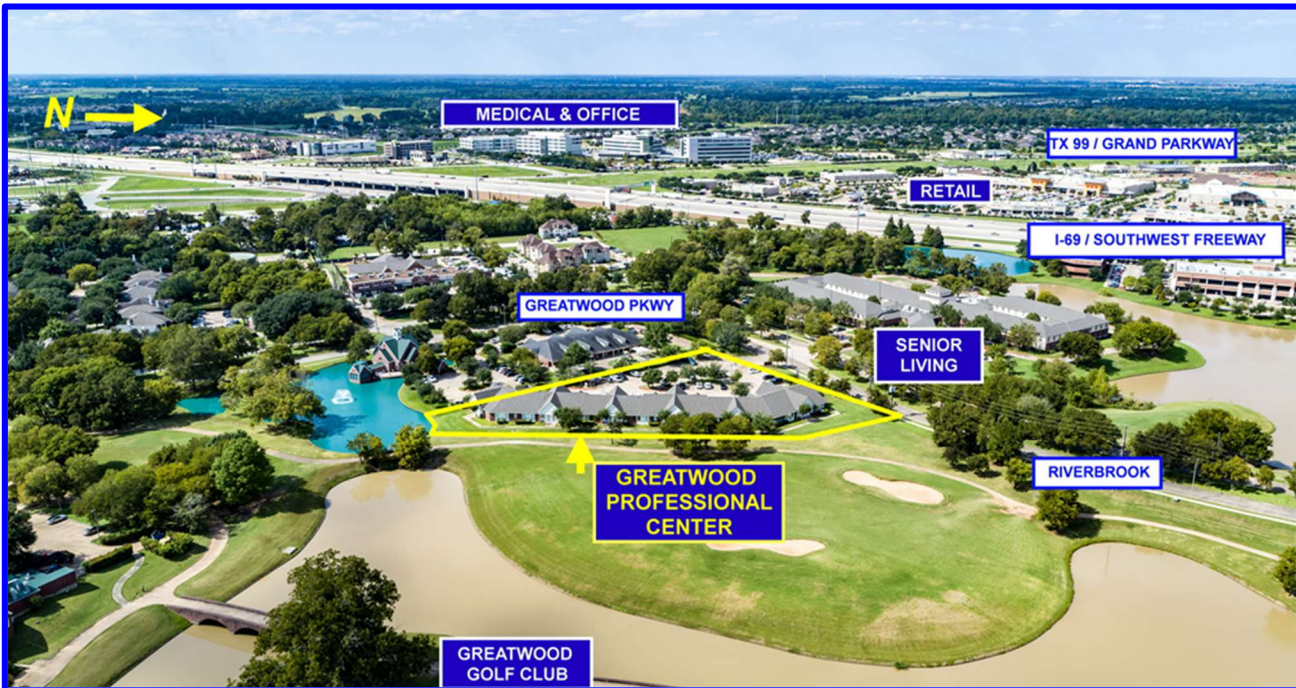 N
MEDICAL & OFFICE
TX 99 / GRAND PARKWAY
RETAIL
I-69 / SOUTHWEST FREEWAY
GREATWOOD PKWY
SENIOR
LIVING
RIVERBROOK
GREATWOOD
PROFESSIONAL
CENTER
GREATWOOD
GOLF CLUB